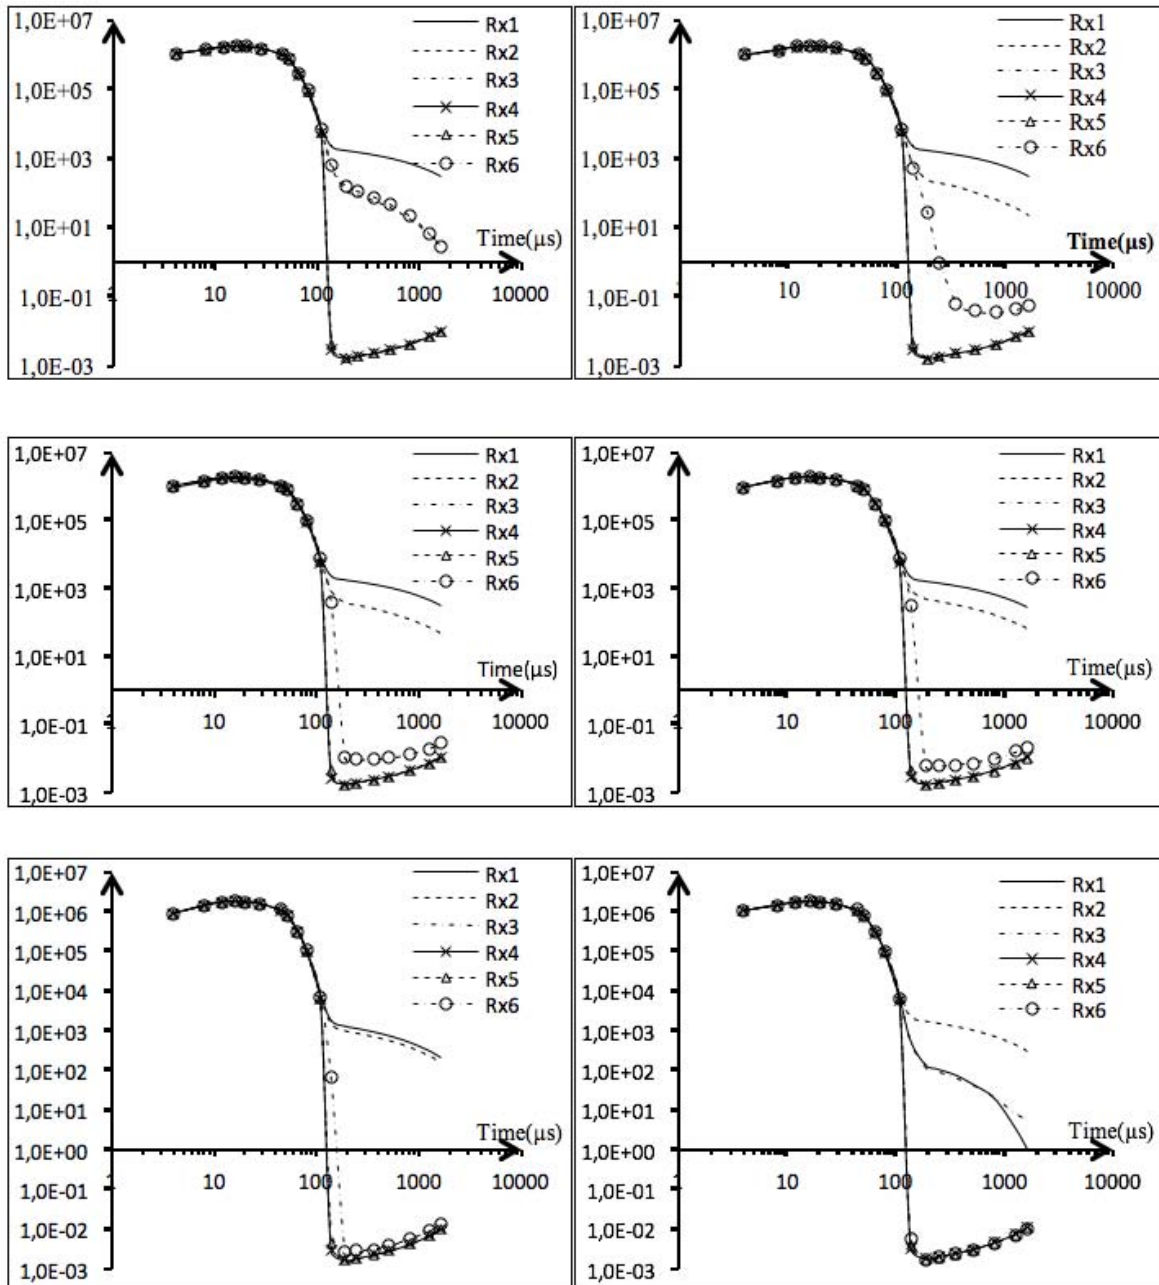 1,0E+07
1,0E+05
1,0E+03
1,0E+01
1,0E-01
1,0E-03
10
100
1000
10000
Time(µs)
Rx1
Rx2
Rx3
Rx4
Rx5
Rx6
1,0E+07
1,0E+05
1,0E+03
1,0E+01
1,0E-01
1,0E-03
10
100
1000
10000
Time(µs)
Rx1
Rx2
Rx3
Rx4
Rx5
Rx6
1,0E+07
1,0E+05
1,0E+03
1,0E+01
1,0E-01
1,0E-03
10
100
1000
10000
Time(µs)
Rx1
Rx2
Rx3
Rx4
Rx5
Rx6
1,0E+07
1,0E+05
1,0E+03
1,0E+01
1,0E-01
1,0E-03
10
100
1000
10000
Time(µs)
Rx1
Rx2
Rx3
Rx4
Rx5
Rx6
1,0E+07
1,0E+06
1,0E+05
1,0E+04
1,0E+03
1,0E+02
1,0E+01
1,0E+00
1,0E-01
1,0E-02
1,0E-03
10
100
1000
10000
Time(µs)
Rx1
Rx2
Rx3
Rx4
Rx5
Rx6
1,0E+07
1,0E+06
1,0E+05
1,0E+04
1,0E+03
1,0E+02
1,0E+01
1,0E+00
1,0E-01
1,0E-02
1,0E-03
10
100
1000
10000
Time(µs)
Rx1
Rx2
Rx3
Rx4
Rx5
Rx6